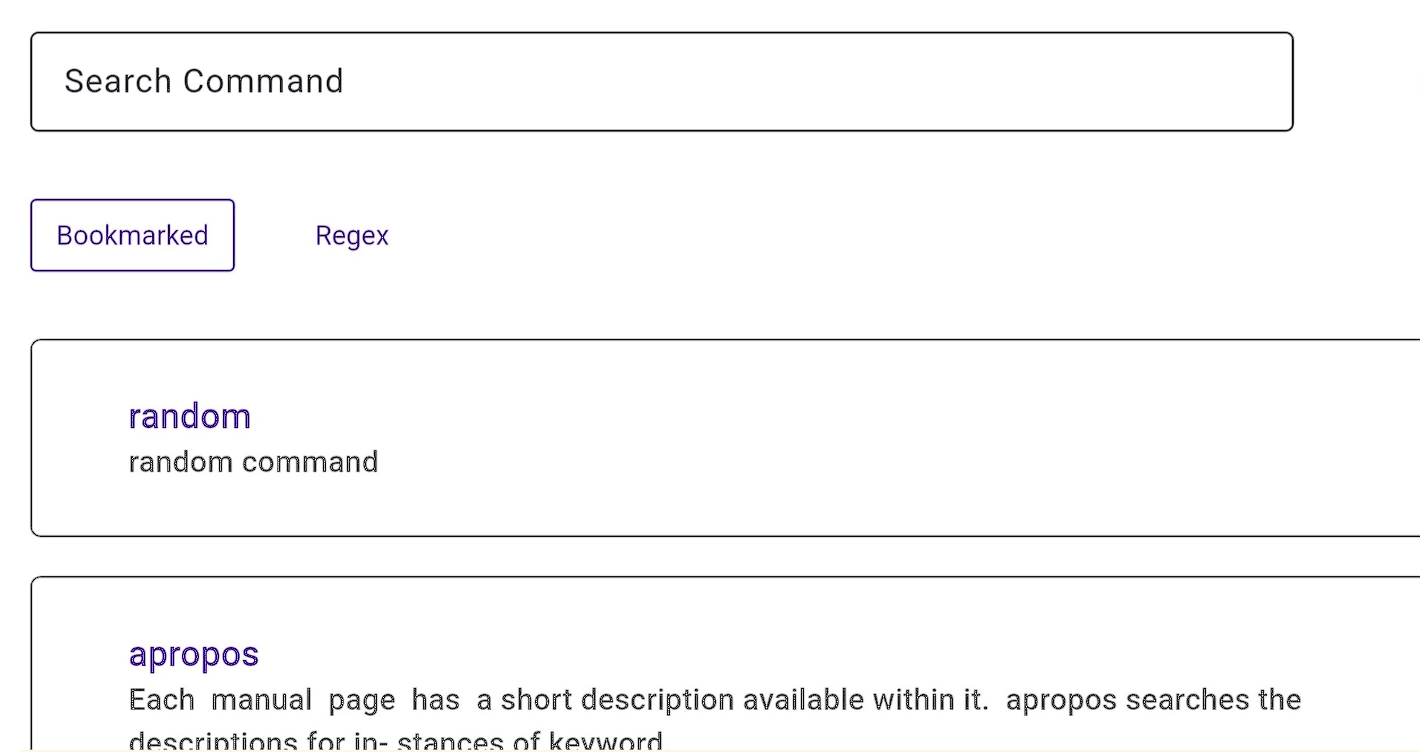 Search Command
Bookmarked Regex
random
random command
apropos
Each manual page has a short description available within it. apropos searches the
descriptions for in- stances of keyword